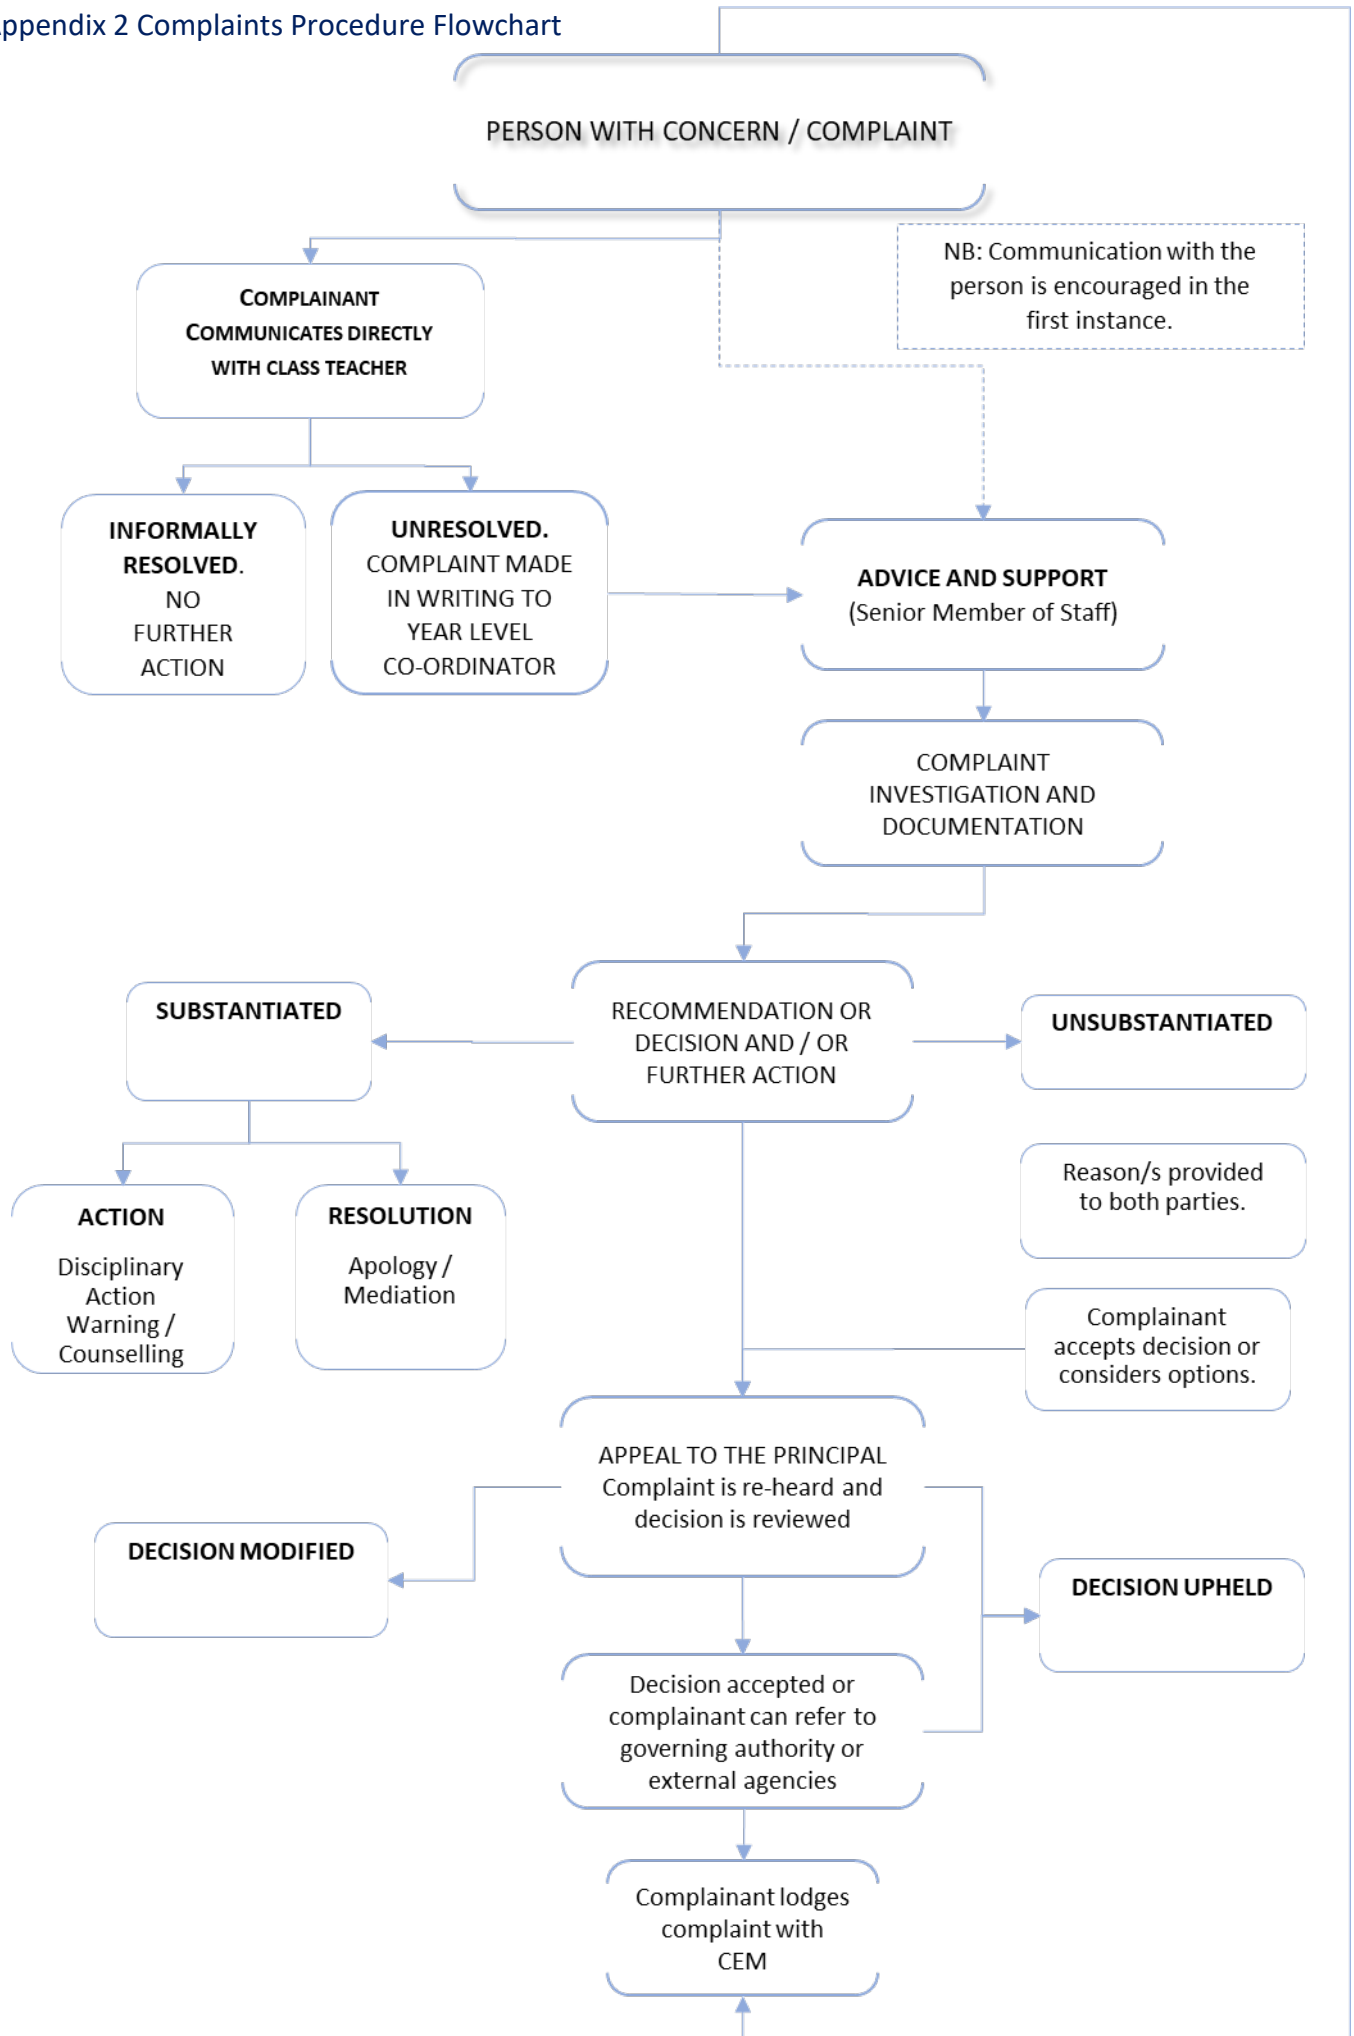 ppendix 2 Complaints Procedure Flowchart
PERSON WITH CONCERN / COMPLAINT
NB: Communication with the
person is encouraged in the
first instance.
COMPLAINANT
COMMUNICATES DIRECTLY
WITH CLASS TEACHER
INFORMALLY
RESOLVED.
NO
FURTHER
ACTION
UNRESOLVED.
COMPLAINT MADE
IN WRITING TO
YEAR LEVEL
CO-ORDINATOR
ADVICE AND SUPPORT
(Senior Member of Staff)
COMPLAINT
INVESTIGATION AND
DOCUMENTATION
RECOMMENDATION OR
DECISION AND / OR
FURTHER ACTION
SUBSTANTIATED
UNSUBSTANTIATED
ACTION
Disciplinary
Action
Warning /
Counselling
RESOLUTION
Apology /
Mediation
Reason/s provided
to both parties.
Complainant
accepts decision or
considers options.
APPEAL TO THE PRINCIPAL
Complaint is re-heard and
decision is reviewed
DECISION MODIFIED
DECISION UPHELD
Decision accepted or
complainant can refer to
governing authority or
external agencies
Complainant lodges
complaint with
CEM